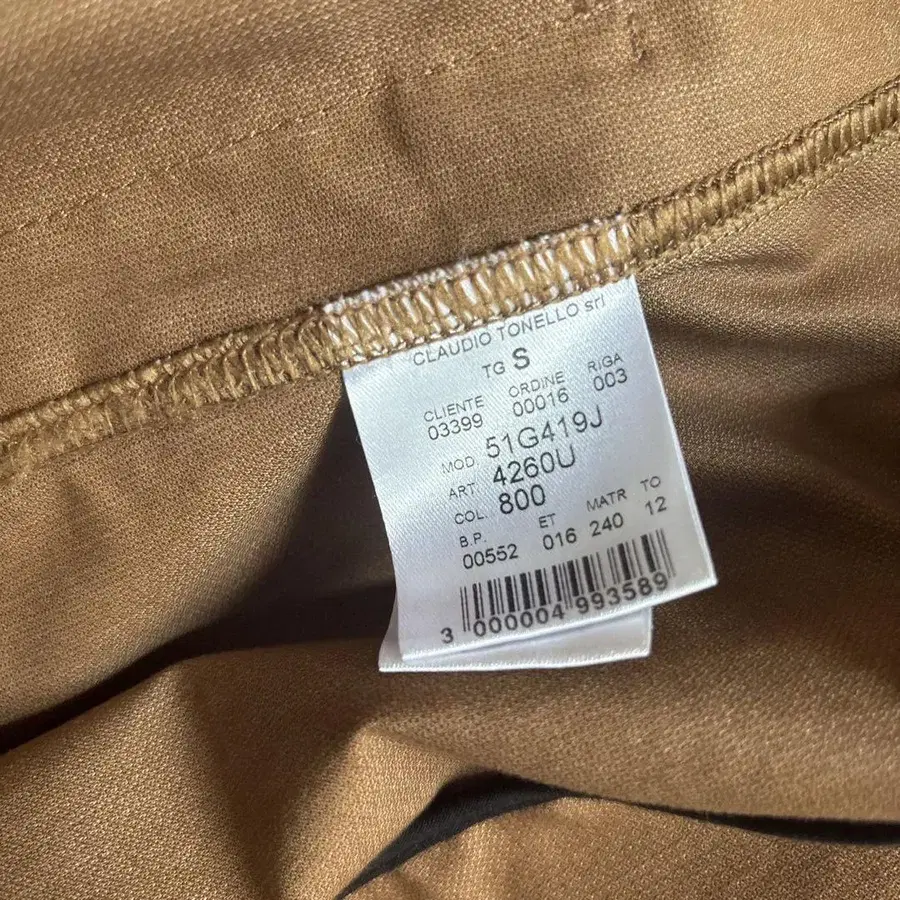 CLAUDIO TONELLO srl
TG S
CLIENTE ORDINE RIGA
03399 00016 003
MOD. 51G419J
ART. 4260U
COL. 800
B.P. ET MATR TO
00552 016 240 12
3 000004 993589